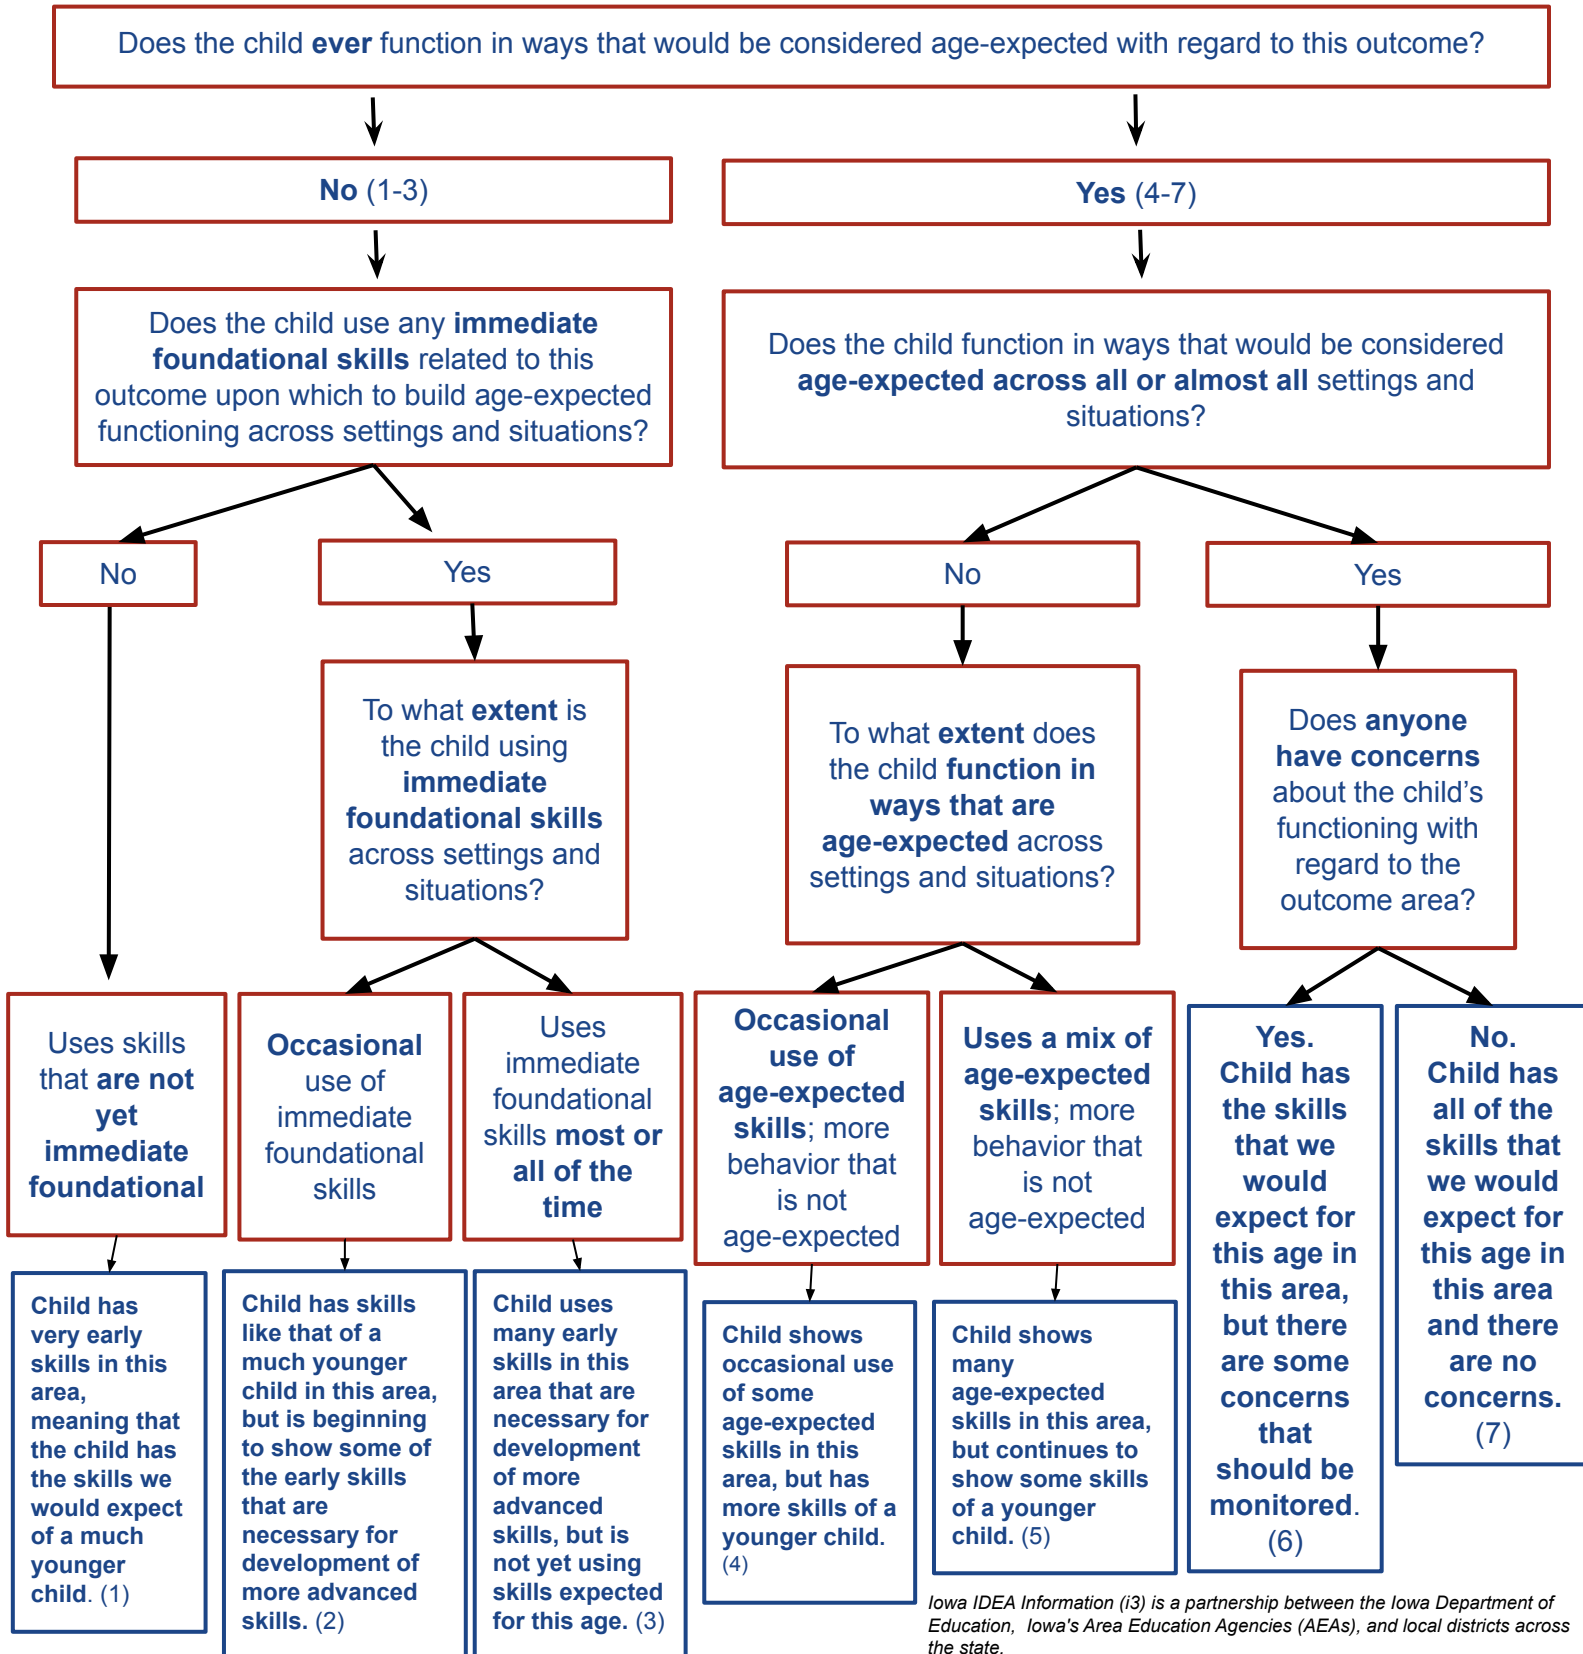 Does the child ever function in ways that would be considered age-expected with regard to this outcome?
No (1-3)
Yes (4-7)
Does the child use any immediate
foundational skills related to this
outcome upon which to build age-expected
functioning across settings and situations?
Does the child function in ways that would be considered
age-expected across all or almost all settings and
situations?
No
Yes
No
Yes
To what extent is
the child using
immediate
foundational skills
across settings and
situations?
To what extent does
the child function in
ways that are
age-expected across
settings and situations?
Does anyone
have concerns
about the child’s
functioning with
regard to the
outcome area?
Uses skills
that are not
yet
immediate
foundational
Occasional
use of
immediate
foundational
skills
Uses
immediate
foundational
skills most or
all of the
time
Occasional
use of
age-expected
skills; more
behavior that
is not
age-expected
Uses a mix of
age-expected
skills; more
behavior that
is not
age-expected
Yes.
Child has
the skills
that we
would
expect for
this age in
this area,
but there
are some
concerns
that
should be
monitored.
(6)
No.
Child has
all of the
skills that
we would
expect for
this age in
this area
and there
are no
concerns.
(7)
Child has
very early
skills in this
area,
meaning that
the child has
the skills we
would expect
of a much
younger
child. (1)
Child has skills
like that of a
much younger
child in this area,
but is beginning
to show some of
the early skills
that are
necessary for
development of
more advanced
skills. (2)
Child uses
many early
skills in this
area that are
necessary for
development
of more
advanced
skills, but is
not yet using
skills expected
for this age. (3)
Child shows
occasional use
of some
age-expected
skills in this
area, but has
more skills of a
younger child.
(4)
Child shows
many
age-expected
skills in this area,
but continues to
show some skills
of a younger
child. (5)
Iowa IDEA Information (i3) is a partnership between the Iowa Department of
Education, Iowa's Area Education Agencies (AEAs), and local districts across
the state.